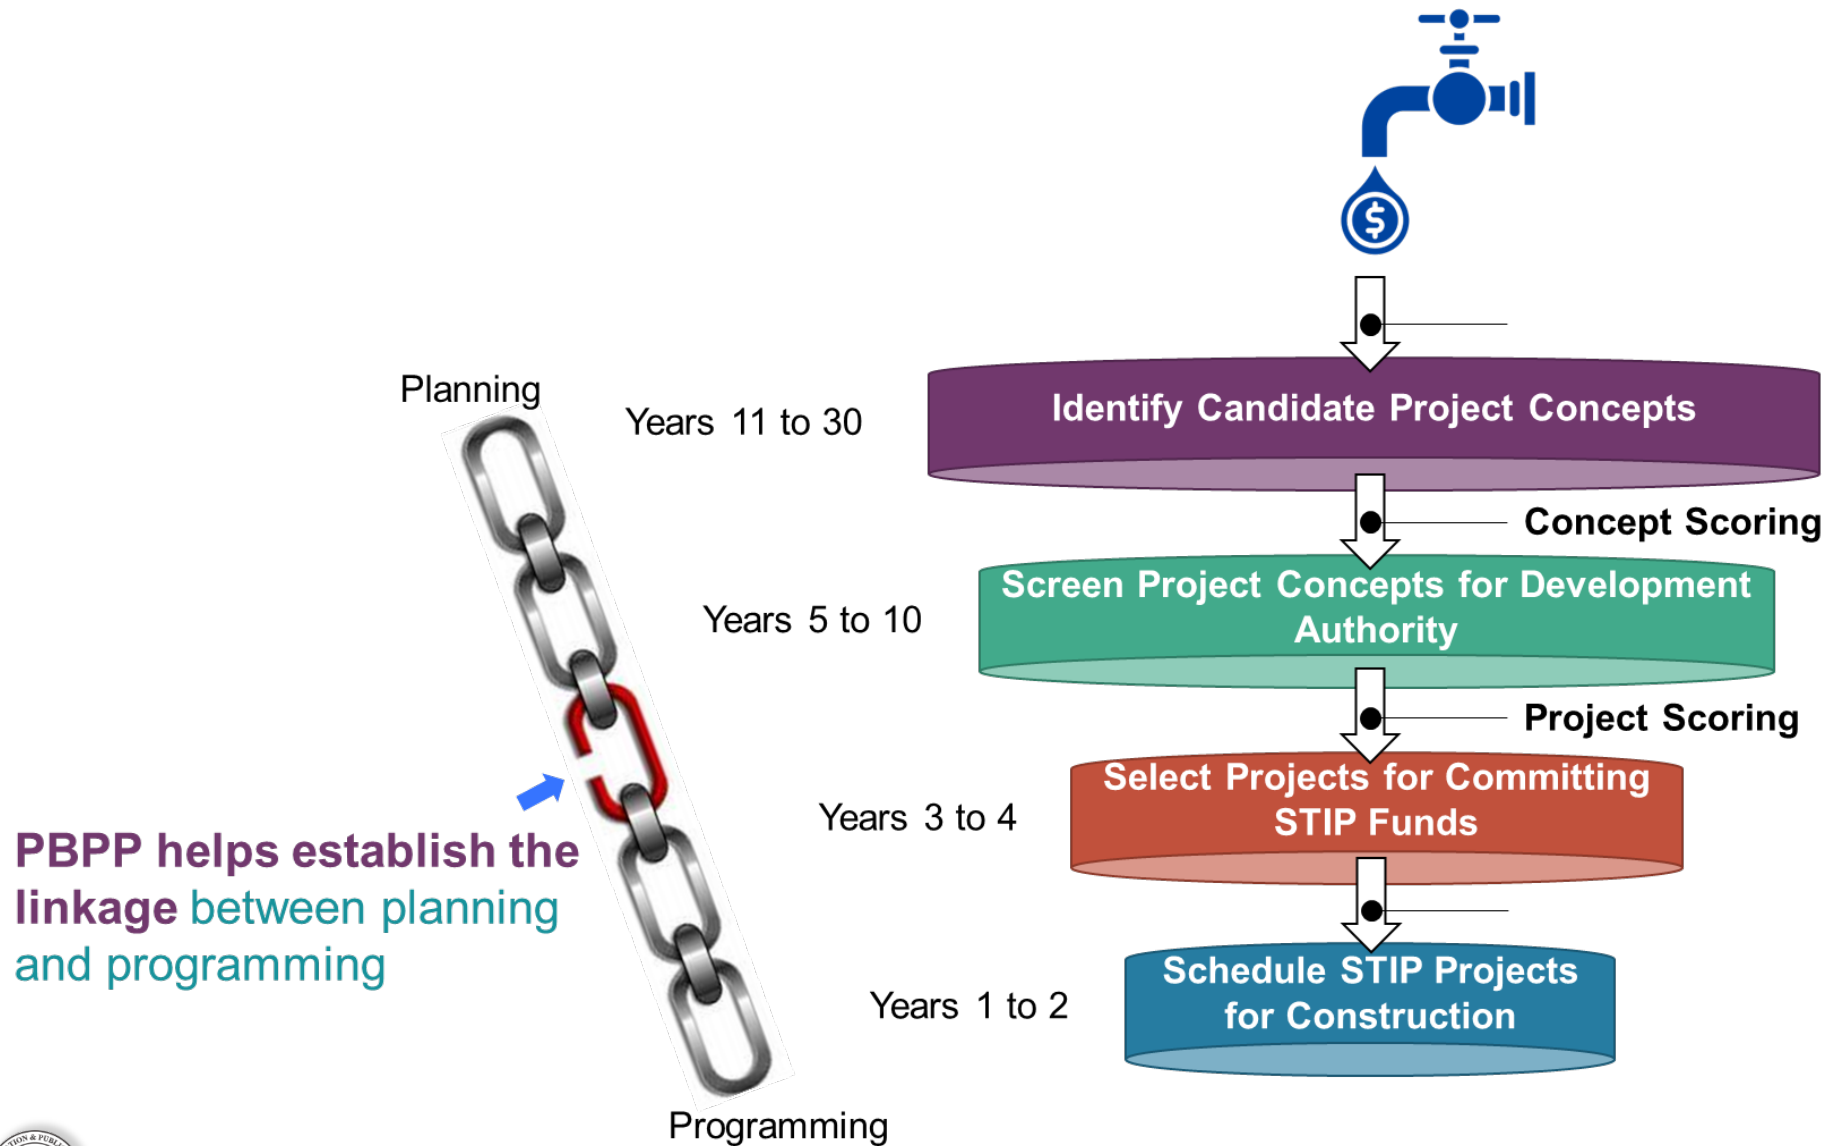 $
Planning
Years 11 to 30
Identify Candidate Project Concepts
Concept Scoring
Years 5 to 10
Screen Project Concepts for Development
Authority
Project Scoring
Years 3 to 4
Select Projects for Committing
STIP Funds
PBPP helps establish the
linkage between planning
and programming
Years 1 to 2
Schedule STIP Projects
for Construction
Programming